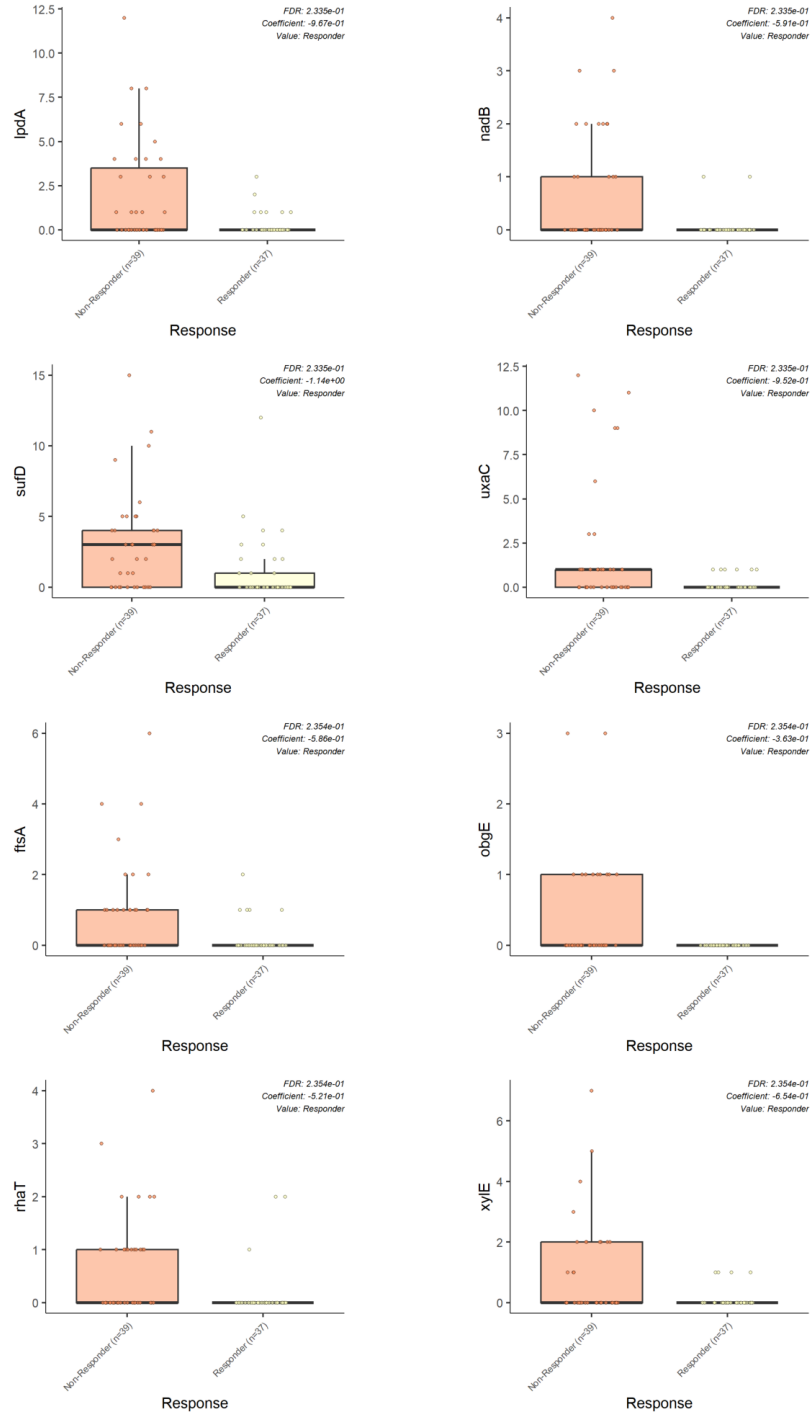 FDR: 2.335e-01
Coefficient: -9.67e-01
Value: Responder
12.5
10.0
7.5
5.0
2.5
0.0
lpdA
Non-Responder (n=39)
Responder (n=37)
Response
FDR: 2.335e-01
Coefficient: -5.91e-01
Value: Responder
4
3
2
1
0
nadB
Non-Responder (n=39)
Responder (n=37)
Response
FDR: 2.335e-01
Coefficient: -1.14e+00
Value: Responder
15
10
5
0
sufD
Non-Responder (n=39)
Responder (n=37)
Response
FDR: 2.335e-01
Coefficient: -9.52e-01
Value: Responder
12.5
10.0
7.5
5.0
2.5
0.0
uxaC
Non-Responder (n=39)
Responder (n=37)
Response
FDR: 2.354e-01
Coefficient: -5.86e-01
Value: Responder
6
4
2
0
ftsA
Non-Responder (n=39)
Responder (n=37)
Response
FDR: 2.354e-01
Coefficient: -3.63e-01
Value: Responder
3
2
1
0
obgE
Non-Responder (n=39)
Responder (n=37)
Response
FDR: 2.354e-01
Coefficient: -5.21e-01
Value: Responder
4
3
2
1
0
rhaT
Non-Responder (n=39)
Responder (n=37)
Response
FDR: 2.354e-01
Coefficient: -6.54e-01
Value: Responder
6
4
2
0
xylE
Non-Responder (n=39)
Responder (n=37)
Response